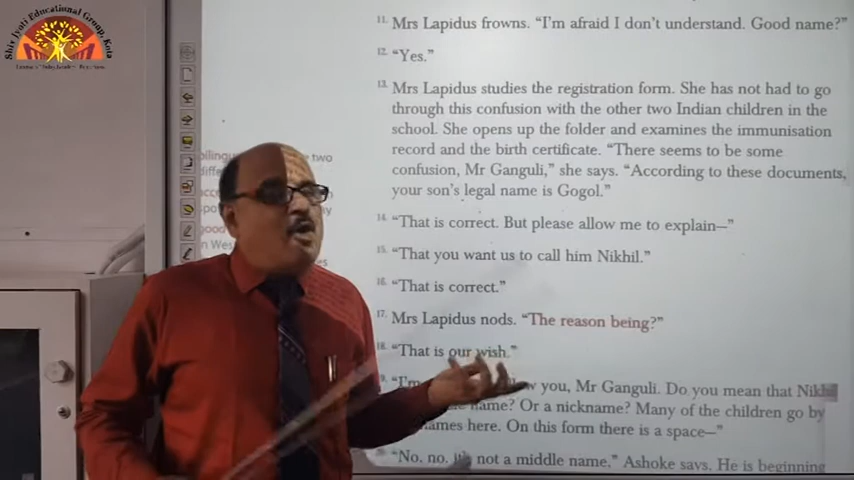 Shiv Jyoti Educational Group, Kota
11. Mrs Lapidus frowns. “I’m afraid I don’t understand. Good name?”
12. “Yes.”
13. Mrs Lapidus studies the registration form. She has not had to go
through this confusion with the other two Indian children in the
school. She opens up the folder and examines the immunisation
record and the birth certificate. “There seems to be some
confusion, Mr Ganguli,” she says. “According to these documents,
your son’s legal name is Gogol.”
14. “That is correct. But please allow me to explain—”
15. “That you want us to call him Nikhil.”
16. “That is correct.”
17. Mrs Lapidus nods. “The reason being?”
18. “That is our wish.”
“I’m you, Mr Ganguli. Do you mean that Nikhil
name? Or a nickname? Many of the children go by
names here. On this form there is a space—”
“No, no, it’s not a middle name,” Ashoke says. He is beginning